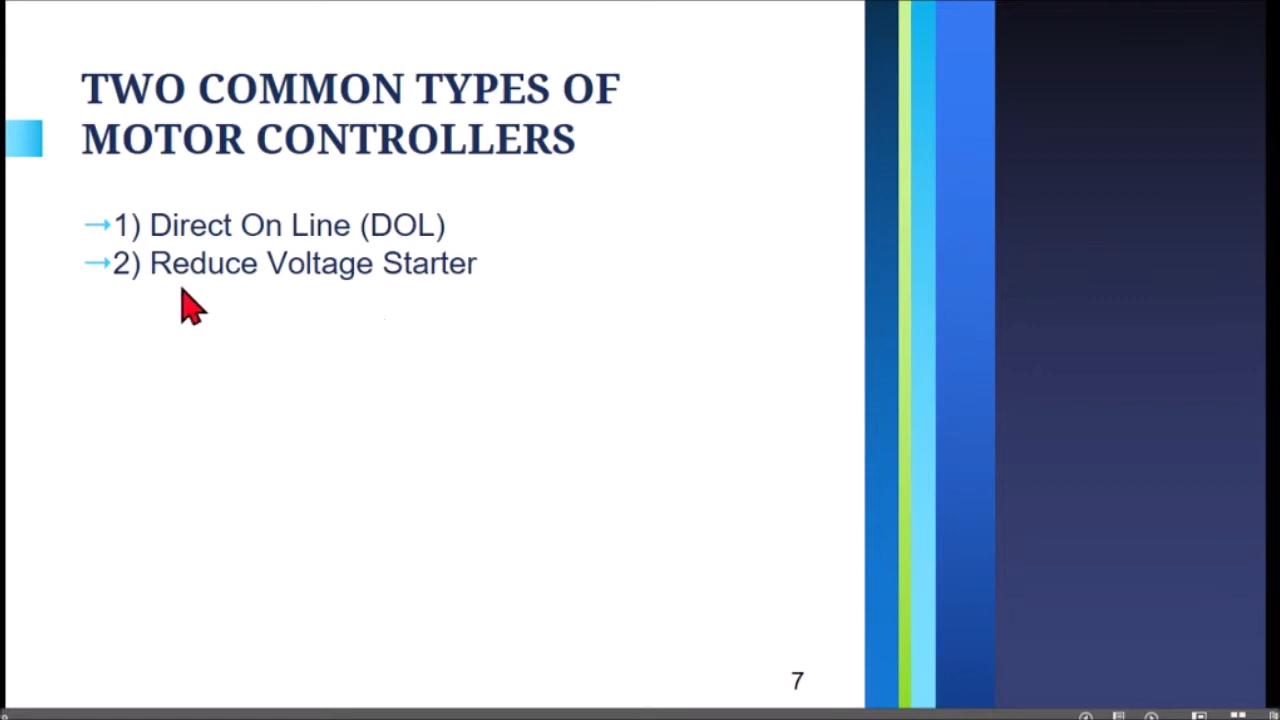 TWO COMMON TYPES OF
MOTOR CONTROLLERS
→1) Direct On Line (DOL)
→2) Reduce Voltage Starter
7